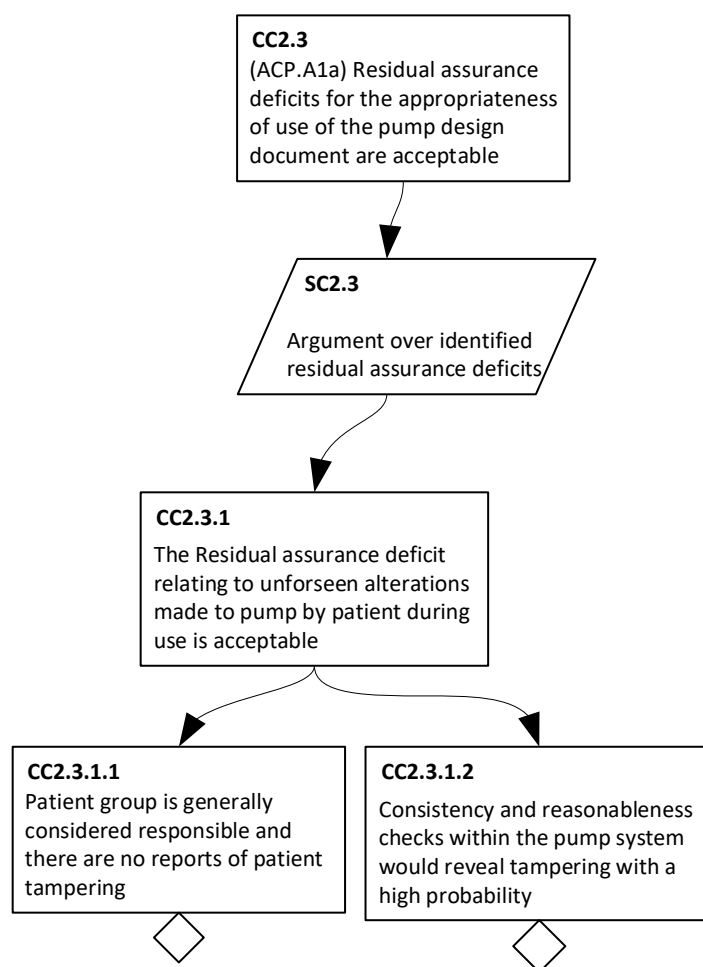 CC2.3
(ACP.A1a) Residual assurance
deficits for the appropriateness
of use of the pump design
document are acceptable
SC2.3
Argument over identified
residual assurance deficits
CC2.3.1
The Residual assurance deficit
relating to unforseen alterations
made to pump by patient during
use is acceptable
CC2.3.1.1
Patient group is generally
considered responsible and
there are no reports of patient
tampering
CC2.3.1.2
Consistency and reasonableness
checks within the pump system
would reveal tampering with a
high probability